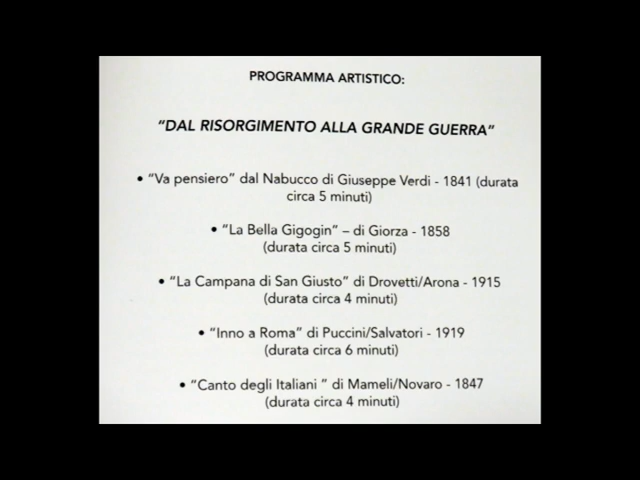 PROGRAMMA ARTISTICO:
"DAL RISORGIMENTO ALLA GRANDE GUERRA"
• "Va pensiero" dal Nabucco di Giuseppe Verdi - 1841 (durata
circa 5 minuti)
• "La Bella Gigogin" – di Giorza - 1858
(durata circa 5 minuti)
• "La Campana di San Giusto" di Drovetti/Arona - 1915
(durata circa 4 minuti)
• "Inno a Roma" di Puccini/Salvatori - 1919
(durata circa 6 minuti)
• "Canto degli Italiani " di Mameli/Novaro - 1847
(durata circa 4 minuti)